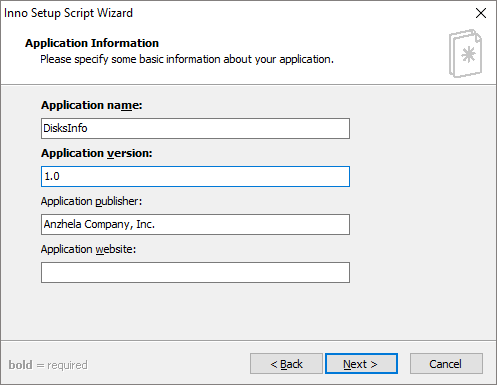 Inno Setup Script Wizard
Application Information
Please specify some basic information about your application.
Application name:
DisksInfo
Application version:
1.0
Application publisher:
Anzhela Company, Inc.
Application website:
bold = required
< Back
Next >
Cancel